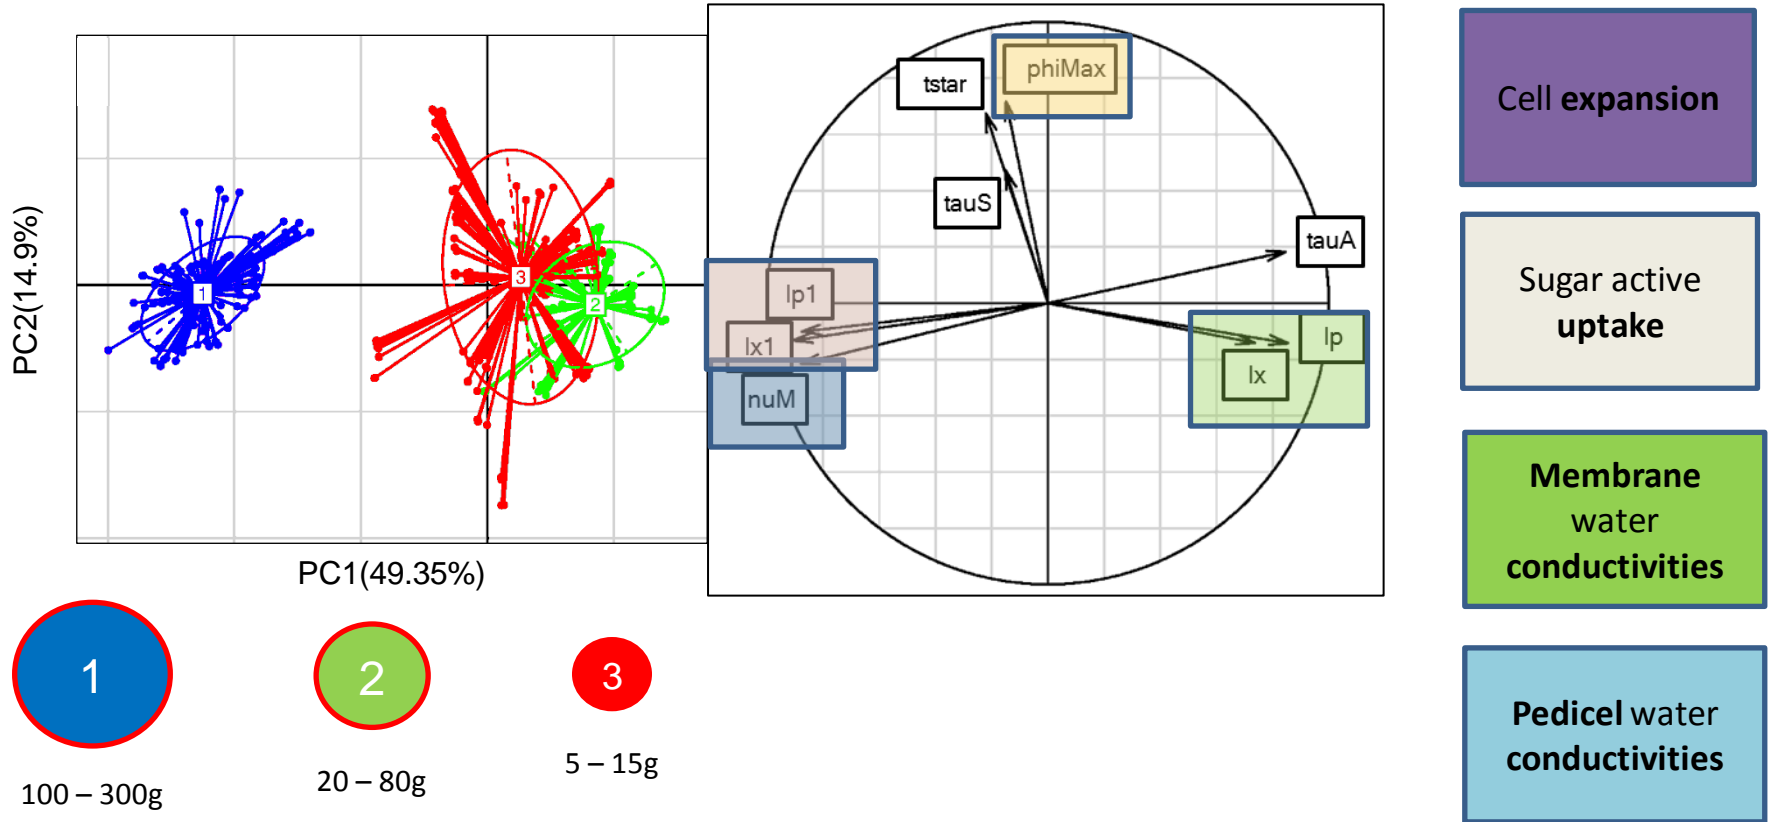 PC2(14.9%)
1
3
2
PC1(49.35%)
tstar
phiMax
tauS
tauA
lp1
lx1
nuM
lp
lx
1
2
3
100 – 300g
20 – 80g
5 – 15g
Cell expansion
Sugar active
uptake
Membrane
water
conductivities
Pedicel water
conductivities